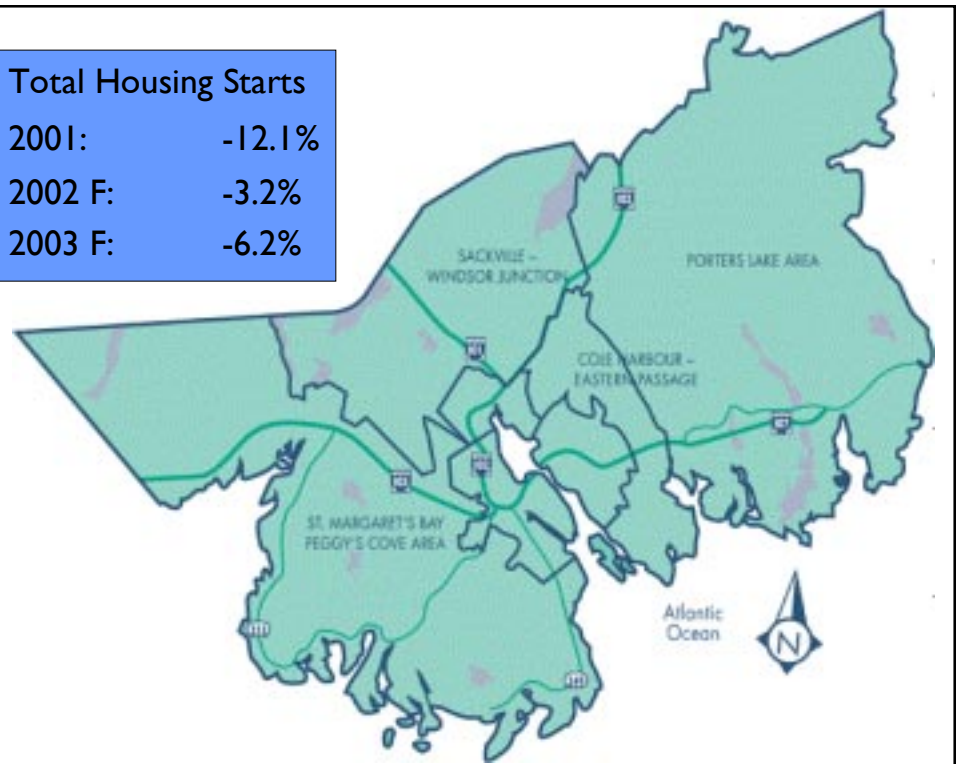 Total Housing Starts
2001: -12.1%
2002 F: -3.2%
2003 F: -6.2%
SACKVILLE –
WINDSOR JUNCTION
PORTERS LAKE AREA
COLE HARBOUR –
EASTERN PASSAGE
ST. MARGARET'S BAY
PEGGY'S COVE AREA
Atlantic
Ocean
N